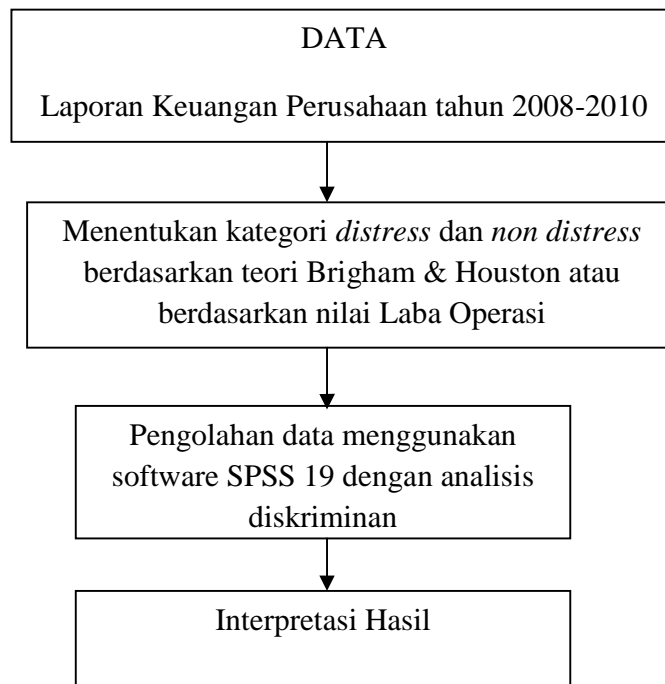 DATA
Laporan Keuangan Perusahaan tahun 2008-2010
Menentukan kategori distress dan non distress
berdasarkan teori Brigham & Houston atau
berdasarkan nilai Laba Operasi
Pengolahan data menggunakan
software SPSS 19 dengan analisis
diskriminan
Interpretasi Hasil